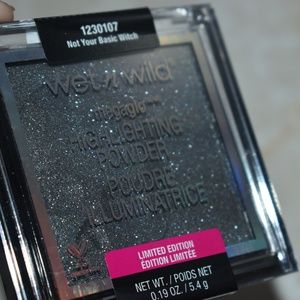 1230107
Not Your Basic Witch
wet n wild
megaglo
HIGHLIGHTING
POWDER
POUDRE
ILLUMINATRICE
LIMITED EDITION
ÉDITION LIMITÉE
NET WT. / POIDS NET
0.19 OZ. / 5.4 g